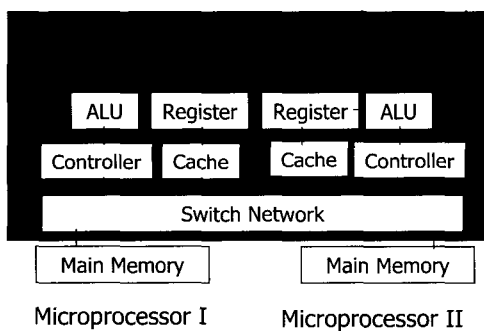 ALU Register Register ALU
Controller Cache Cache Controller
Switch Network
Main Memory Main Memory
Microprocessor I Microprocessor II